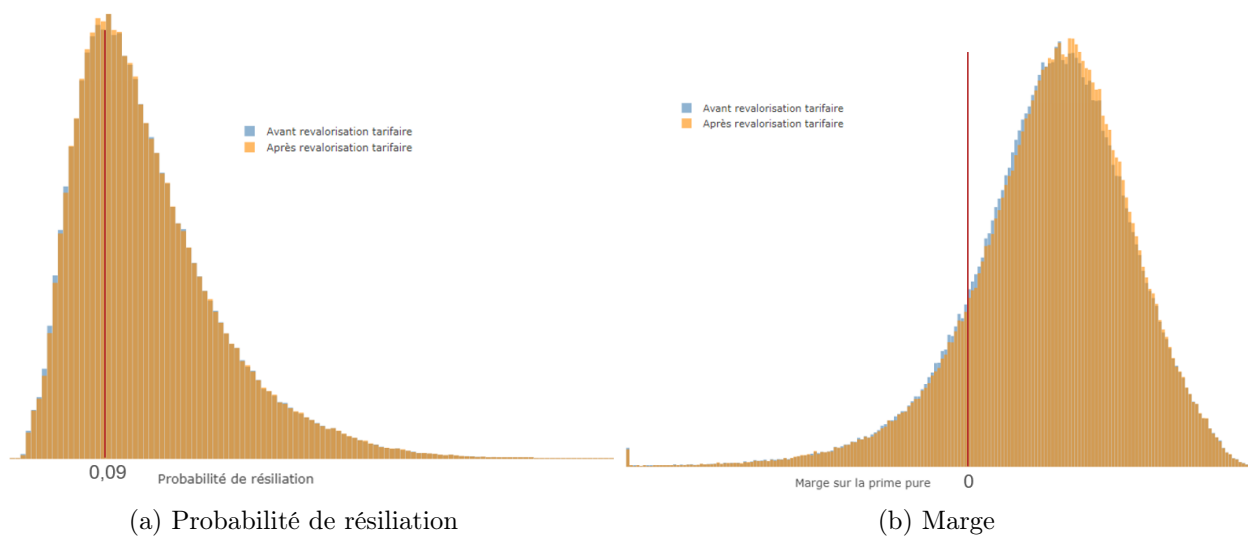 Avant revalorisation tarifaire
Après revalorisation tarifaire
0,09
Probabilité de résiliation
(a) Probabilité de résiliation
Avant revalorisation tarifaire
Après revalorisation tarifaire
Marge sur la prime pure
0
(b) Marge